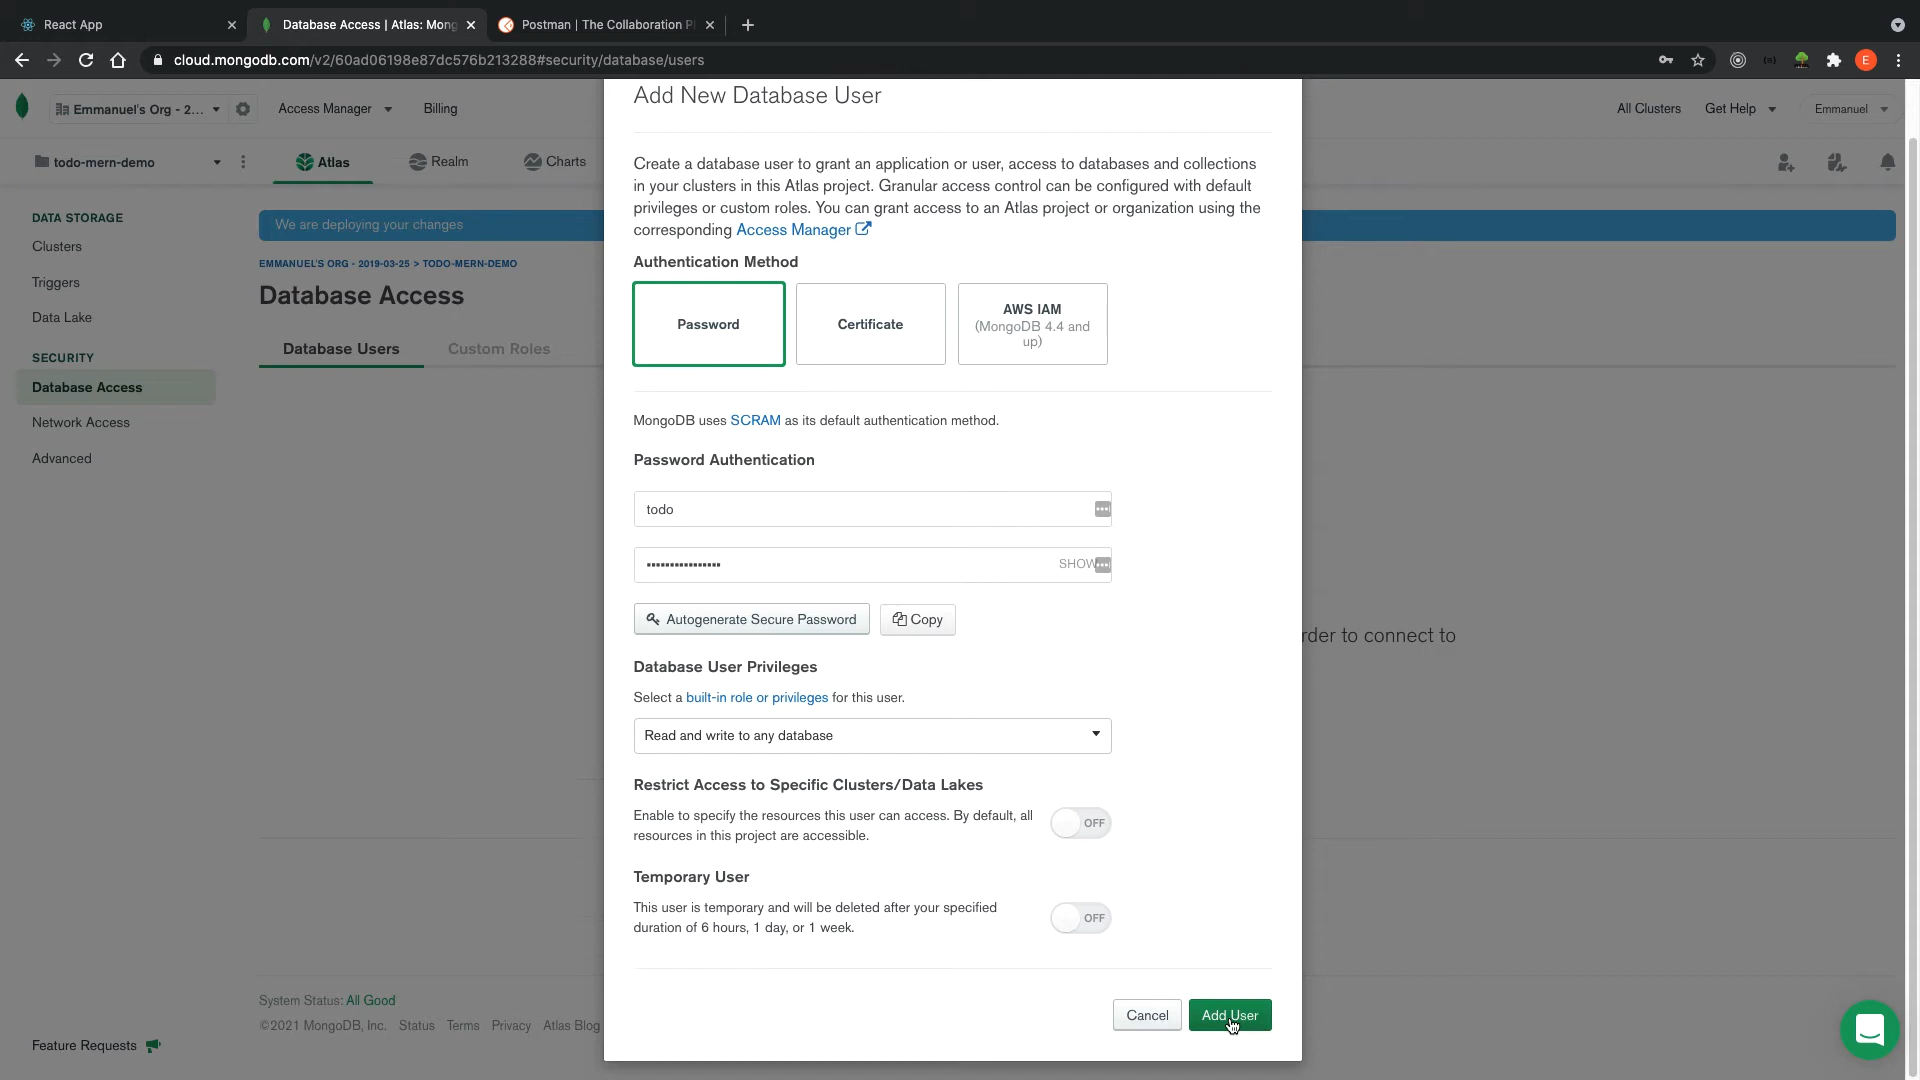 React App
Database Access | Atlas: Mong
Postman | The Collaboration P
cloud.mongodb.com/v2/60ad06198e87dc576b213288#security/database/users
E
Emmanuel's Org - 2...
Access Manager
Billing
All Clusters
Get Help
Emmanuel
todo-mern-demo
Atlas
Realm
Charts
DATA STORAGE
Clusters
Triggers
Data Lake
SECURITY
Database Access
Network Access
Advanced
Feature Requests
We are deploying your changes
EMMANUEL'S ORG - 2019-03-25 > TODO-MERN-DEMO
Database Access
Database Users
Custom Roles
rder to connect to
System Status: All Good
©2021 MongoDB, Inc. Status Terms Privacy Atlas Blog
Add New Database User
Create a database user to grant an application or user, access to databases and collections
in your clusters in this Atlas project. Granular access control can be configured with default
privileges or custom roles. You can grant access to an Atlas project or organization using the
corresponding Access Manager
Authentication Method
Password
Certificate
AWS IAM
(MongoDB 4.4 and
up)
MongoDB uses SCRAM as its default authentication method.
Password Authentication
todo
••••••••••••••••
SHOW
Autogenerate Secure Password
Copy
Database User Privileges
Select a built-in role or privileges for this user.
Read and write to any database
Restrict Access to Specific Clusters/Data Lakes
Enable to specify the resources this user can access. By default, all
resources in this project are accessible.
OFF
Temporary User
This user is temporary and will be deleted after your specified
duration of 6 hours, 1 day, or 1 week.
OFF
Cancel
Add User